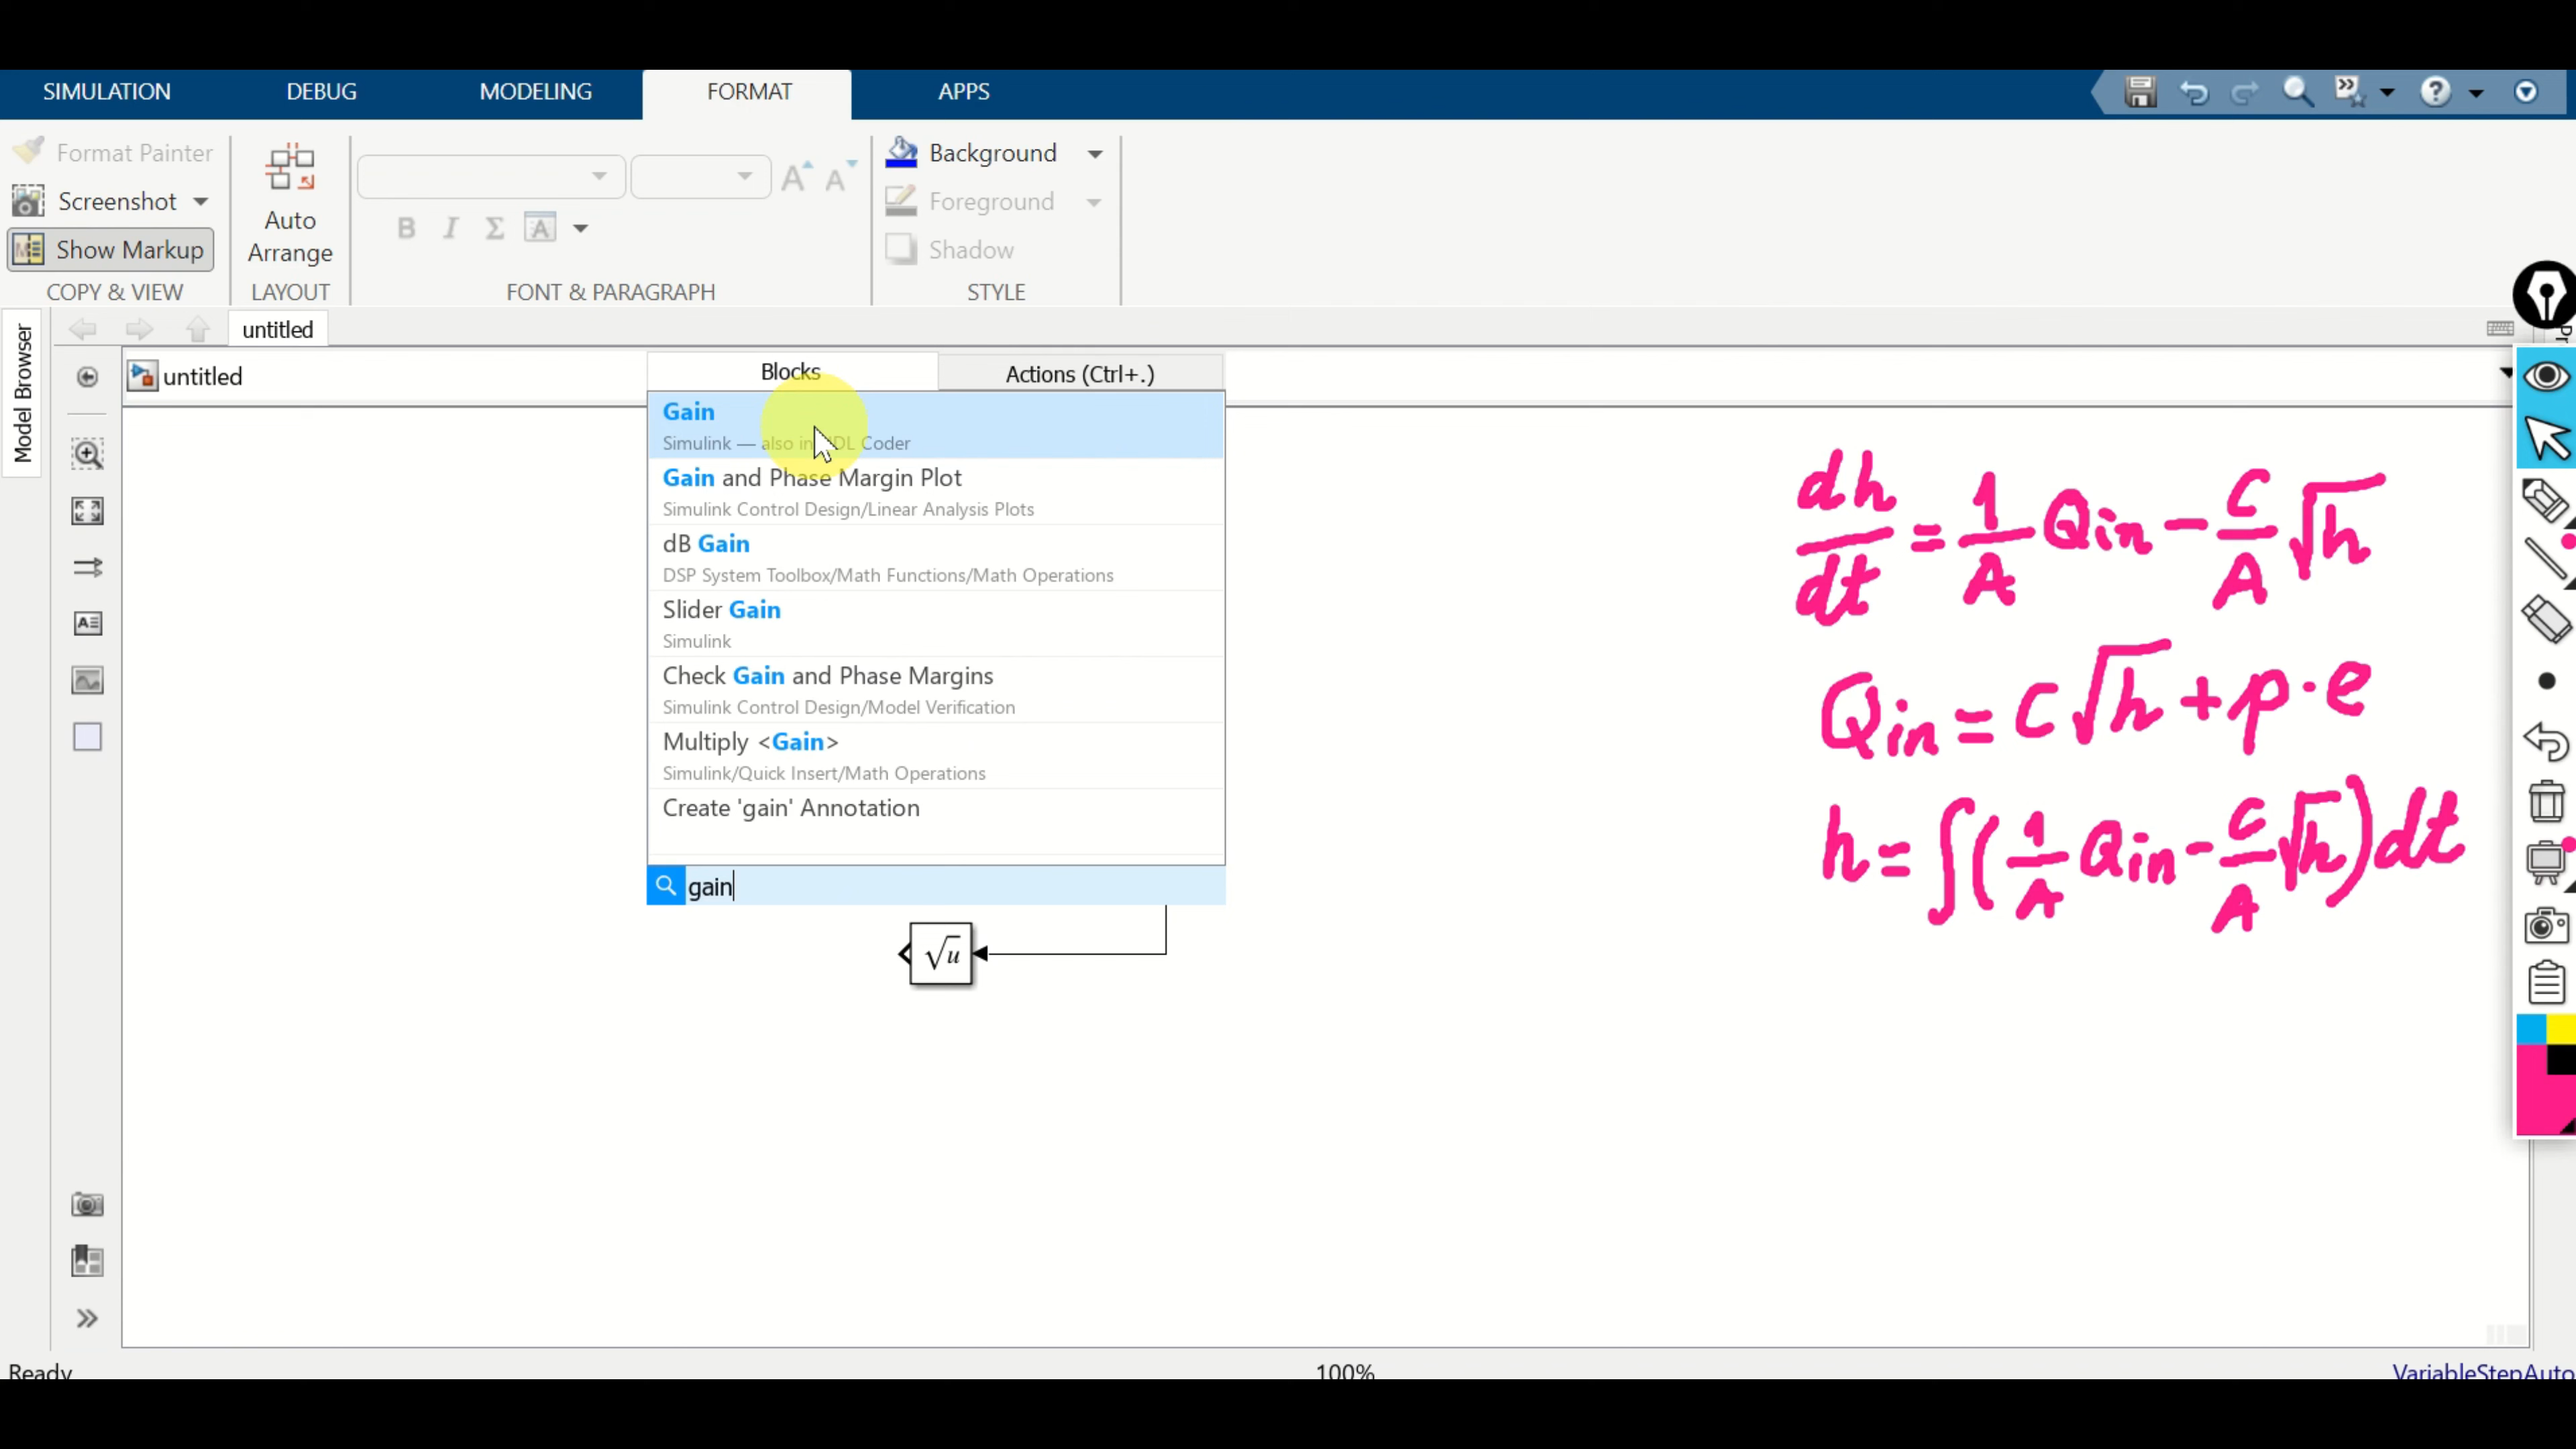 SIMULATION DEBUG MODELING FORMAT APPS
Format Painter
Screenshot
Show Markup
COPY & VIEW
Auto
Arrange
LAYOUT
B I Σ A
FONT & PARAGRAPH
Background
Foreground
Shadow
STYLE
Model Browser
untitled
untitled
Blocks Actions (Ctrl+.)
Gain
Simulink — also in HDL Coder
Gain and Phase Margin Plot
Simulink Control Design/Linear Analysis Plots
dB Gain
DSP System Toolbox/Math Functions/Math Operations
Slider Gain
Simulink
Check Gain and Phase Margins
Simulink Control Design/Model Verification
Multiply <Gain>
Simulink/Quick Insert/Math Operations
Create 'gain' Annotation
gain
√u
dh/dt = 1/A Qin - C/A √h
Qin = C√h + p·e
h = ∫(1/A Qin - C/A √h)dt
Ready 100% VariableStepAuto